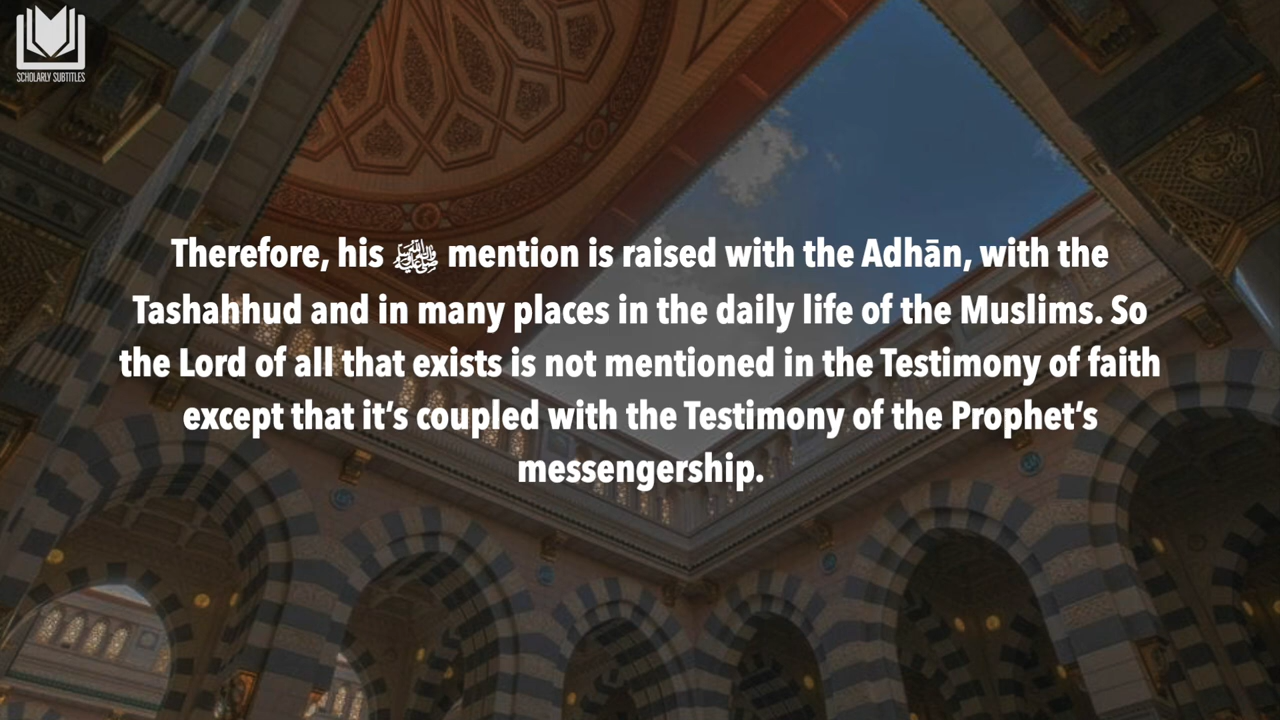 SCHOLARLY SUBTITLES
Therefore, his ﷺ mention is raised with the Adhān, with the
Tashahhud and in many places in the daily life of the Muslims. So
the Lord of all that exists is not mentioned in the Testimony of faith
except that it’s coupled with the Testimony of the Prophet’s
messengership.